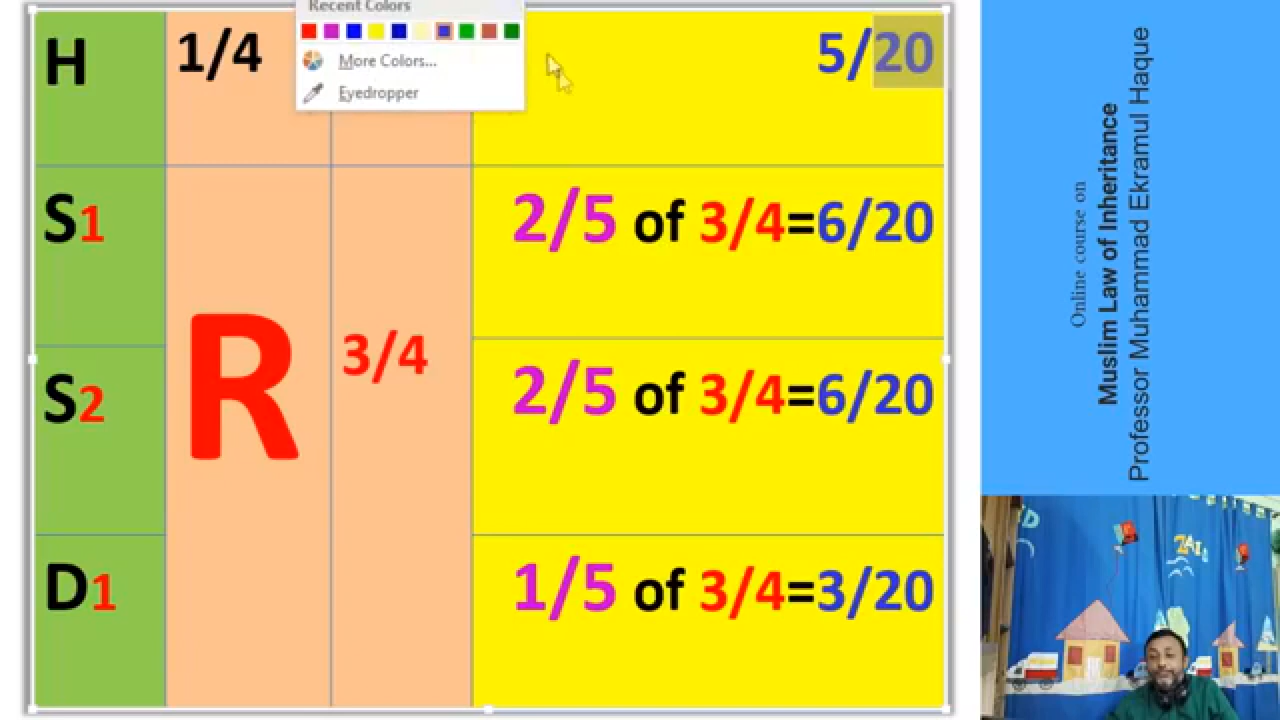 Recent Colors
More Colors...
Eyedropper
H 1/4 5/20
S1 2/5 of 3/4=6/20
R 3/4
S2 2/5 of 3/4=6/20
D1 1/5 of 3/4=3/20
Online course on
Muslim Law of Inheritance
Professor Muhammad Ekramul Haque